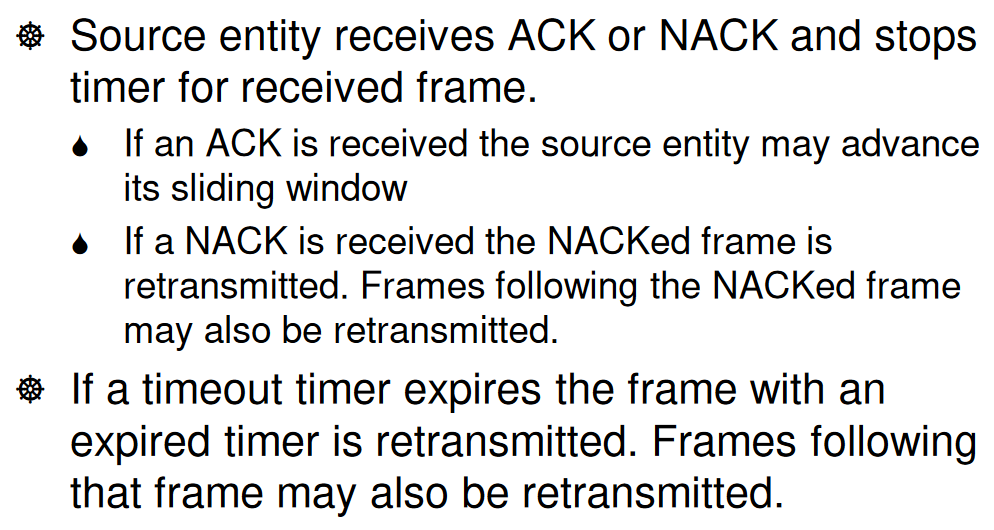 Source entity receives ACK or NACK and stops
timer for received frame.
If an ACK is received the source entity may advance
its sliding window
If a NACK is received the NACKed frame is
retransmitted. Frames following the NACKed frame
may also be retransmitted.
If a timeout timer expires the frame with an
expired timer is retransmitted. Frames following
that frame may also be retransmitted.